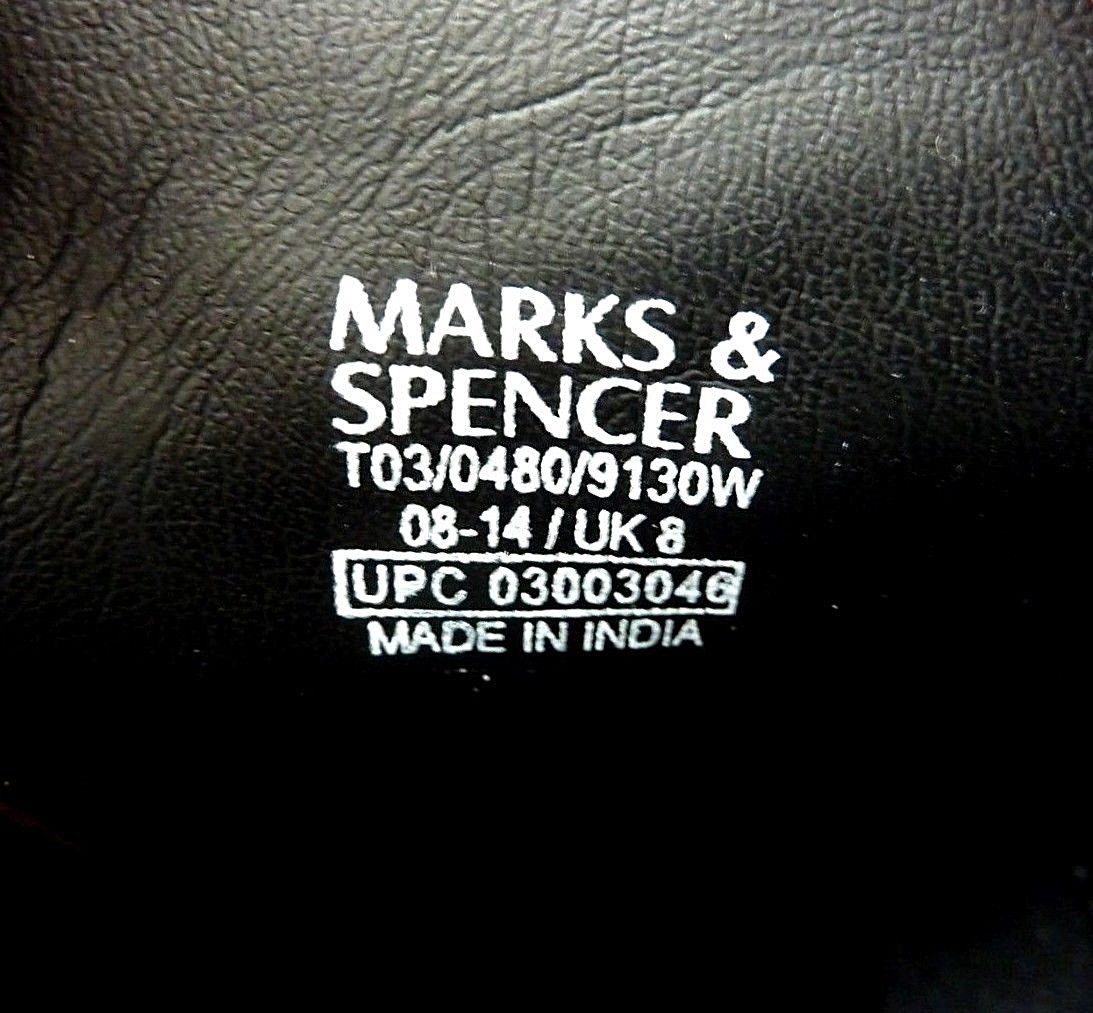 MARKS &
SPENCER
T03/0480/9130W
08-14 / UK 8
UPC 03003046
MADE IN INDIA